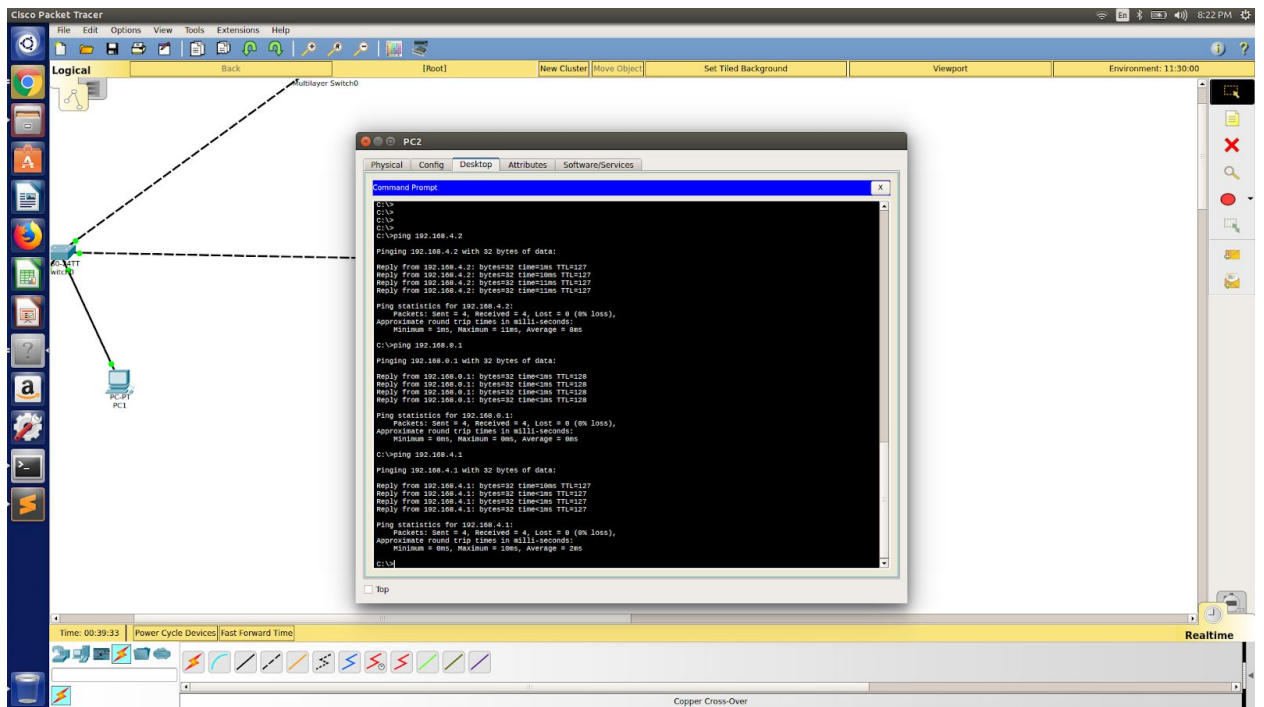 Cisco Packet Tracer
En 8:22 PM
File Edit Options View Tools Extensions Help
Logical Back [Root] New Cluster Move Object Set Tiled Background Viewport Environment: 11:30:00
Multilayer Switch0
PC2
Physical Config Desktop Attributes Software/Services
Command Prompt X
C:\>
C:\>
C:\>
C:\>
C:\>ping 192.168.4.2
Pinging 192.168.4.2 with 32 bytes of data:
Reply from 192.168.4.2: bytes=32 time=1ms TTL=127
Reply from 192.168.4.2: bytes=32 time=10ms TTL=127
Reply from 192.168.4.2: bytes=32 time=11ms TTL=127
Reply from 192.168.4.2: bytes=32 time=11ms TTL=127
Ping statistics for 192.168.4.2:
Packets: Sent = 4, Received = 4, Lost = 0 (0% loss),
Approximate round trip times in milli-seconds:
Minimum = 1ms, Maximum = 11ms, Average = 8ms
C:\>ping 192.168.0.1
Pinging 192.168.0.1 with 32 bytes of data:
Reply from 192.168.0.1: bytes=32 time<1ms TTL=128
Reply from 192.168.0.1: bytes=32 time<1ms TTL=128
Reply from 192.168.0.1: bytes=32 time<1ms TTL=128
Reply from 192.168.0.1: bytes=32 time<1ms TTL=128
Ping statistics for 192.168.0.1:
Packets: Sent = 4, Received = 4, Lost = 0 (0% loss),
Approximate round trip times in milli-seconds:
Minimum = 0ms, Maximum = 0ms, Average = 0ms
C:\>ping 192.168.4.1
Pinging 192.168.4.1 with 32 bytes of data:
Reply from 192.168.4.1: bytes=32 time=10ms TTL=127
Reply from 192.168.4.1: bytes=32 time<1ms TTL=127
Reply from 192.168.4.1: bytes=32 time<1ms TTL=127
Reply from 192.168.4.1: bytes=32 time<1ms TTL=127
Ping statistics for 192.168.4.1:
Packets: Sent = 4, Received = 4, Lost = 0 (0% loss),
Approximate round trip times in milli-seconds:
Minimum = 0ms, Maximum = 10ms, Average = 2ms
C:\>
Top
PC-PT
PC1
Time: 00:39:33 Power Cycle Devices Fast Forward Time Realtime
Copper Cross-Over